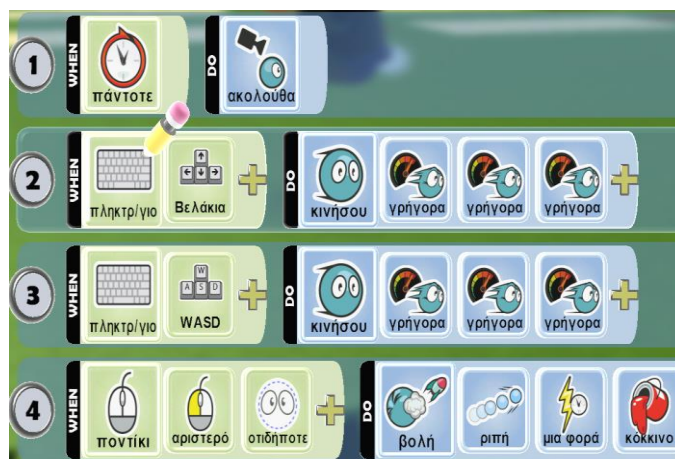 1 WHEN πάντοτε DO ακολούθα
2 WHEN πληκτρ/γιο Βελάκια DO κινήσου γρήγορα γρήγορα γρήγορα
3 WHEN πληκτρ/γιο W A S D WASD DO κινήσου γρήγορα γρήγορα γρήγορα
4 WHEN ποντίκι αριστερό οτιδήποτε DO βολή ριπή μια φορά κόκκινο